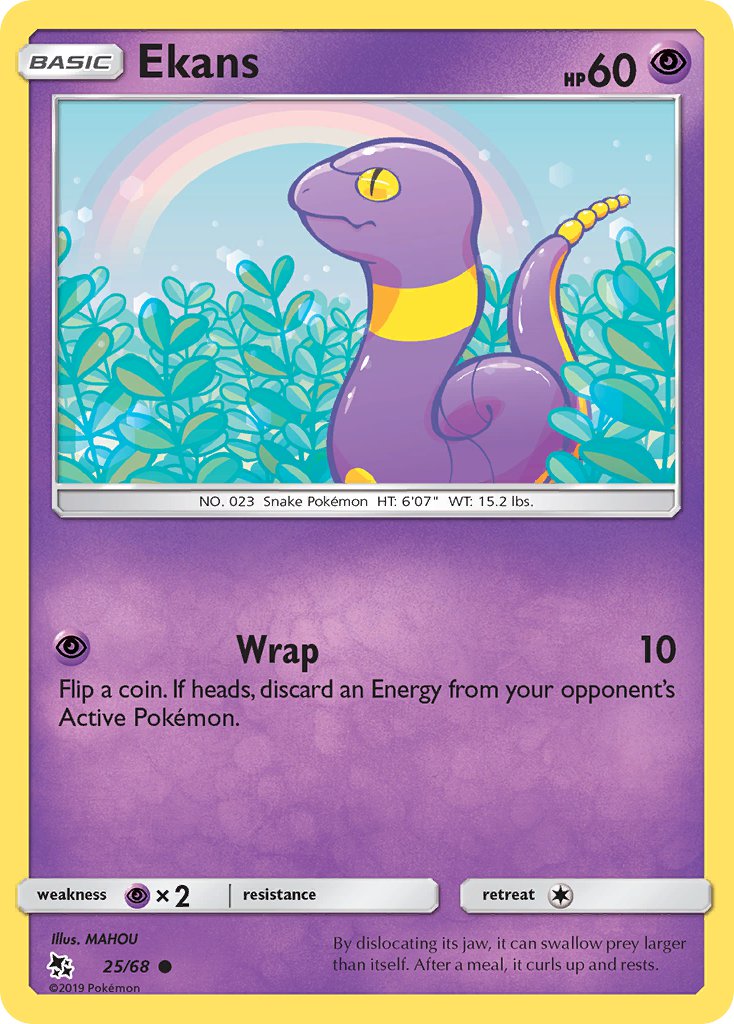 BASIC Ekans HP60
NO. 023 Snake Pokémon HT: 6'07" WT: 15.2 lbs.
Wrap 10
Flip a coin. If heads, discard an Energy from your opponent's
Active Pokémon.
weakness ×2 resistance retreat
Illus. MAHOU
25/68
©2019 Pokémon
By dislocating its jaw, it can swallow prey larger
than itself. After a meal, it curls up and rests.